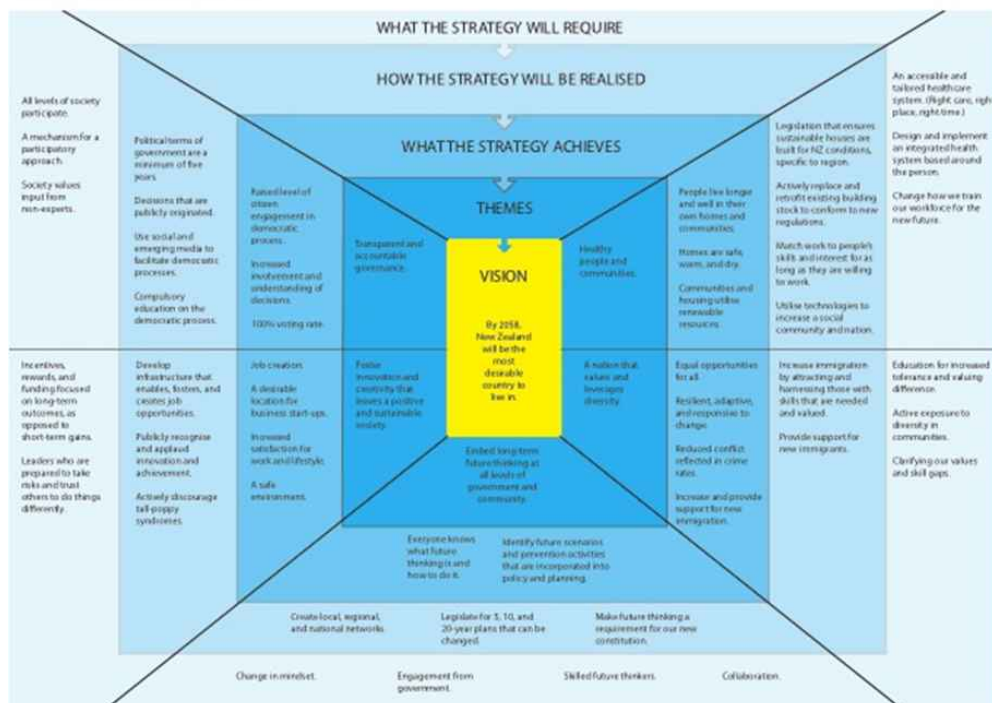 WHAT THE STRATEGY WILL REQUIRE
HOW THE STRATEGY WILL BE REALISED
WHAT THE STRATEGY ACHIEVES
THEMES
VISION
By 2058,
New Zealand
will be the
most
desirable
country to
live in.
All levels of society
participate.
A mechanism for a
participatory
approach.
Society values
input from
non-experts.
Political terms of
government are a
minimum of five
years.
Decisions that are
publicly originated.
Use social and
emerging media to
facilitate democratic
processes.
Compulsory
education on the
democratic process.
Raised level of
citizen
engagement in
democratic
process.
Increased
involvement and
understanding of
decisions.
100% voting rate.
Transparent and
accountable
governance.
Healthy
people and
communities.
People live longer
and well in their
own homes and
communities.
Homes are safe,
warm, and dry.
Communities and
housing utilise
renewable
resources.
Legislation that ensures
sustainable houses are
built for NZ conditions,
specific to region.
Actively replace and
retrofit existing building
stock to conform to new
regulations.
Match work to people's
skills and interest for as
long as they are willing
to work.
Utilise technologies to
increase a social
community and nation.
An accessible and
tailored healthcare
system. (Right care, right
place, right time.)
Design and implement
an integrated health
system based around
the person.
Change how we train
our workforce for the
new future.
Incentives,
rewards, and
funding focused
on long-term
outcomes, as
opposed to
short-term gains.
Leaders who are
prepared to take
risks and trust
others to do things
differently.
Develop
infrastructure that
enables, fosters, and
creates job
opportunities.
Publicly recognise
and applaud
innovation and
achievement.
Actively discourage
tall-poppy
syndromes.
Job creation.
A desirable
location for
business start-ups.
Increased
satisfaction for
work and lifestyle.
A safe
environment.
Foster
innovation and
creativity that
leaves a positive
and sustainable
society.
A nation that
values and
leverages
diversity.
Equal opportunities
for all.
Resilient, adaptive,
and responsive to
change.
Reduced conflict
reflected in crime
rates.
Increase and provide
support for new
immigration.
Increase immigration
by attracting and
harnessing those with
skills that are needed
and valued.
Provide support for
new immigrants.
Education for increased
tolerance and valuing
difference.
Active exposure to
diversity in
communities.
Clarifying our values
and skill gaps.
Embed long-term
future thinking at
all levels of
government and
community.
Everyone knows
what future
thinking is and
how to do it.
Identify future scenarios
and prevention activities
that are incorporated into
policy and planning.
Create local, regional,
and national networks.
Legislate for 5, 10, and
20-year plans that can be
changed.
Make future thinking a
requirement for our new
constitution.
Change in mindset.
Engagement from
government.
Skilled future thinkers.
Collaboration.